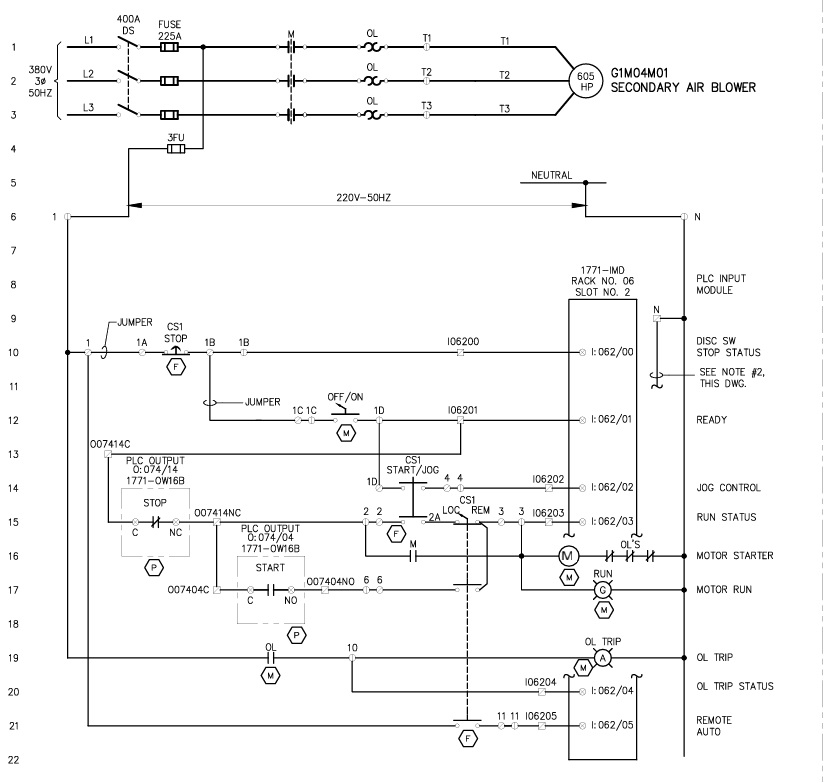 400A
DS
FUSE
225A
M
OL
1
L1
T1
T1
380V
3ø
50HZ
2
L2
OL
T2
T2
605
HP
G1M04M01
SECONDARY AIR BLOWER
3
L3
OL
T3
T3
4
3FU
5
NEUTRAL
220V-50HZ
6
1
N
7
8
1771-IMD
RACK NO. 06
SLOT NO. 2
PLC INPUT
MODULE
9
N
JUMPER
CS1
STOP
10
1
1A
1B
1B
I06200
I:062/00
DISC SW
STOP STATUS
F
SEE NOTE #2,
THIS DWG.
11
JUMPER
OFF/ON
12
1C
1C
1D
I06201
I:062/01
READY
M
13
O07414C
PLC OUTPUT
O:074/14
1771-OW16B
CS1
START/JOG
14
1D
4
4
I06202
I:062/02
JOG CONTROL
STOP
O07414NC
CS1
LOC
REM
15
C
NC
2
2
2A
3
3
I06203
I:062/03
RUN STATUS
PLC OUTPUT
O:074/04
1771-OW16B
F
OL'S
16
P
M
M
M
MOTOR STARTER
START
RUN
17
O07404C
C
NO
O07404NO
6
6
G
M
MOTOR RUN
18
P
OL
OL TRIP
19
10
M
M
A
OL TRIP
20
I06204
I:062/04
OL TRIP STATUS
21
11
11
I06205
I:062/05
REMOTE
AUTO
F
22